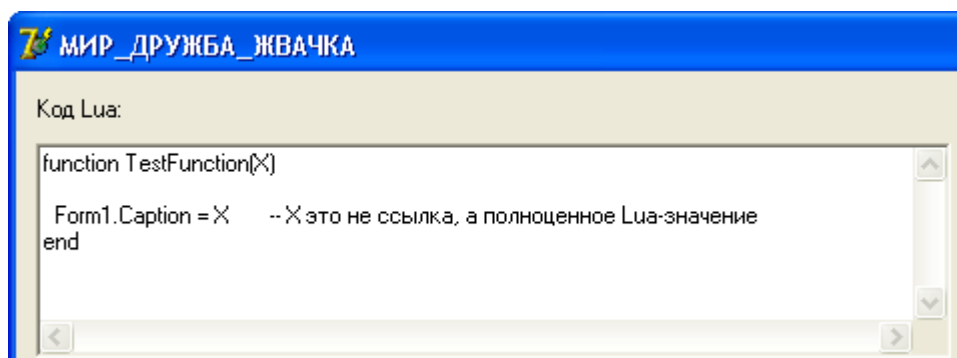 МИР_ДРУЖБА_ЖВАЧКА
Код Lua:
function TestFunction(X)
Form1.Caption = X -- X это не ссылка, а полноценное Lua-значение
end